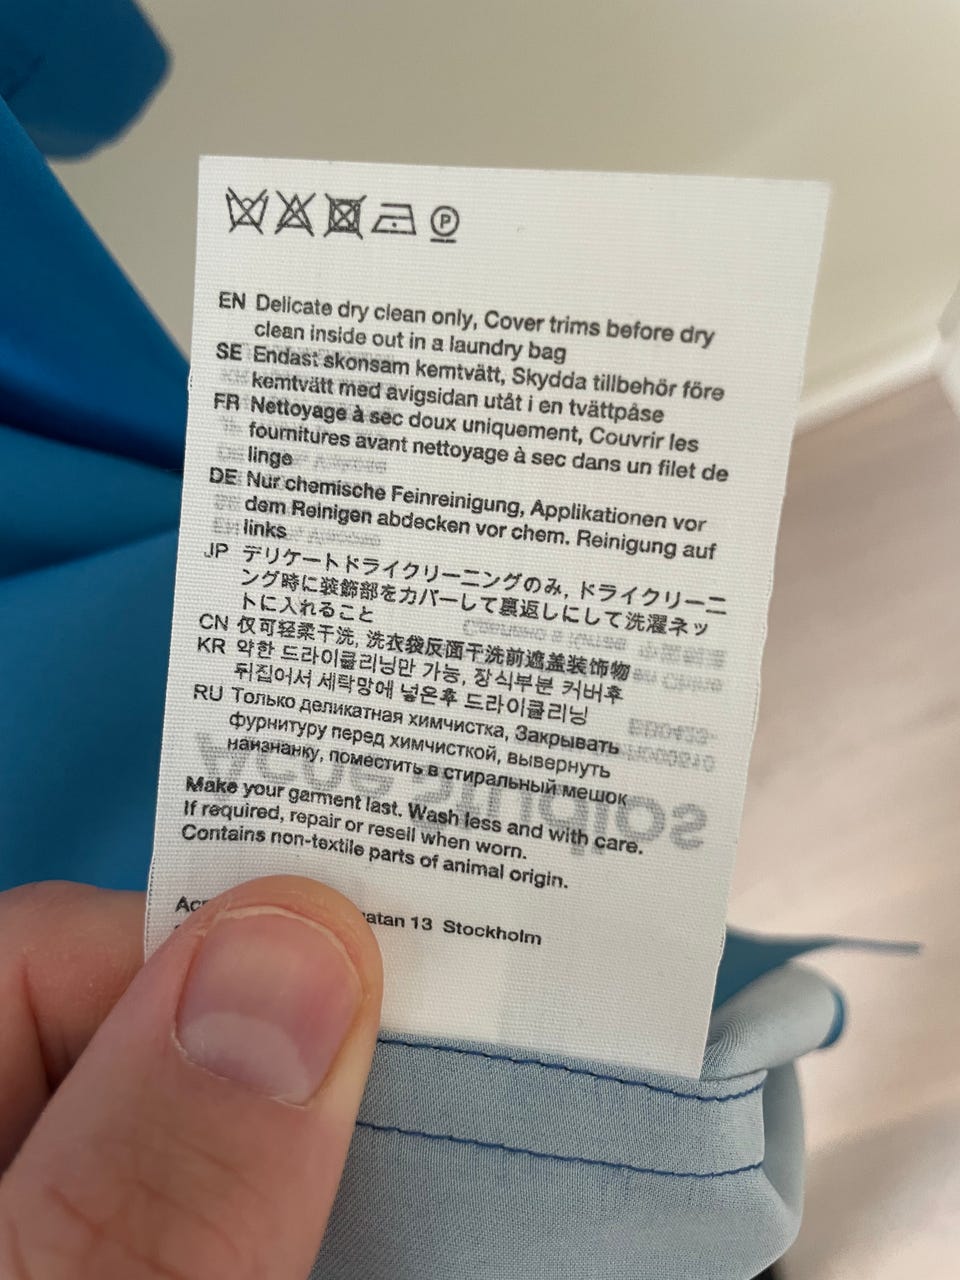 P
EN Delicate dry clean only, Cover trims before dry
clean inside out in a laundry bag
SE Endast skonsam kemtvätt, Skydda tillbehör före
kemtvätt med avigsidan utåt i en tvättpåse
FR Nettoyage à sec doux uniquement, Couvrir les
fournitures avant nettoyage à sec dans un filet de
linge
DE Nur chemische Feinreinigung, Applikationen vor
dem Reinigen abdecken vor chem. Reinigung auf
links
JP デリケートドライクリーニングのみ, ドライクリーニ
ング時に装飾部をカバーして裏返しにして洗濯ネッ
トに入れること
CN 仅可轻柔干洗, 洗衣袋反面干洗前遮盖装饰物
KR 약한 드라이클리닝만 가능, 장식부분 커버후
뒤집어서 세탁망에 넣은후 드라이클리닝
RU Только деликатная химчистка, Закрывать
фурнитуру перед химчисткой, вывернуть
наизнанку, поместить в стиральный мешок
Make your garment last. Wash less and with care.
If required, repair or resell when worn.
Contains non-textile parts of animal origin.
13 Stockholm